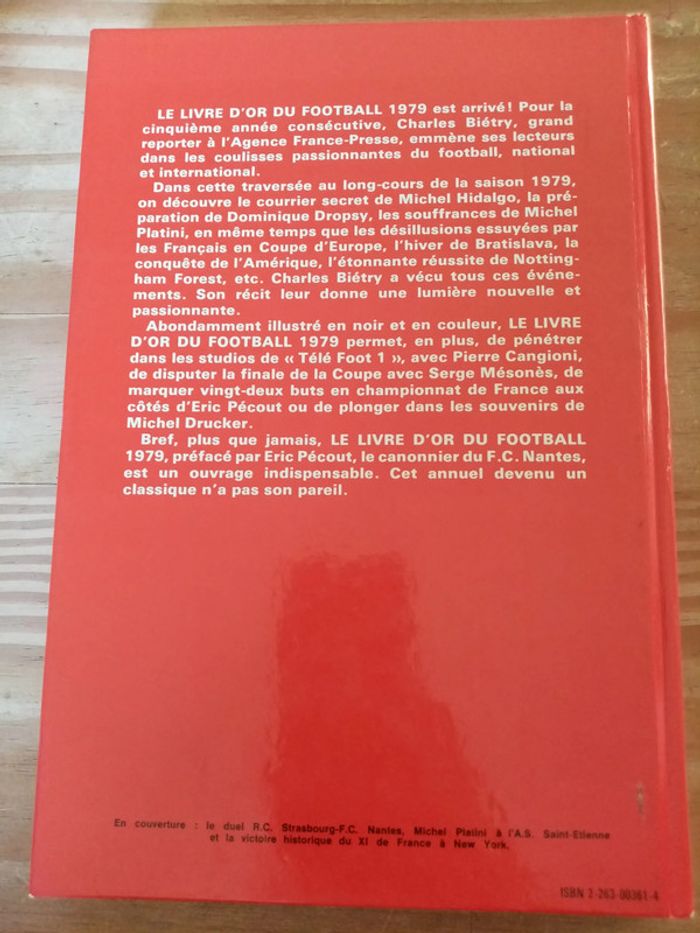 LE LIVRE D'OR DU FOOTBALL 1979 est arrivé! Pour la
cinquième année consécutive, Charles Biétry, grand
reporter à l'Agence France-Presse, emmène ses lecteurs
dans les coulisses passionnantes du football, national
et international.
Dans cette traversée au long-cours de la saison 1979,
on découvre le courrier secret de Michel Hidalgo, la pré-
paration de Dominique Dropsy, les souffrances de Michel
Platini, en même temps que les désillusions essuyées par
les Français en Coupe d'Europe, l'hiver de Bratislava, la
conquête de l'Amérique, l'étonnante réussite de Notting-
ham Forest, etc. Charles Biétry a vécu tous ces événe-
ments. Son récit leur donne une lumière nouvelle et
passionnante.
Abondamment illustré en noir et en couleur, LE LIVRE
D'OR DU FOOTBALL 1979 permet, en plus, de pénétrer
dans les studios de « Télé Foot 1 », avec Pierre Cangioni,
de disputer la finale de la Coupe avec Serge Mésonès, de
marquer vingt-deux buts en championnat de France aux
côtés d'Eric Pécout ou de plonger dans les souvenirs de
Michel Drucker.
Bref, plus que jamais, LE LIVRE D'OR DU FOOTBALL
1979, préfacé par Eric Pécout, le canonnier du F.C. Nantes,
est un ouvrage indispensable. Cet annuel devenu un
classique n'a pas son pareil.
En couverture : le duel R.C. Strasbourg-F.C. Nantes, Michel Platini à l'A.S. Saint-Etienne
et la victoire historique du XI de France à New York.
ISBN 2-263-00361-4